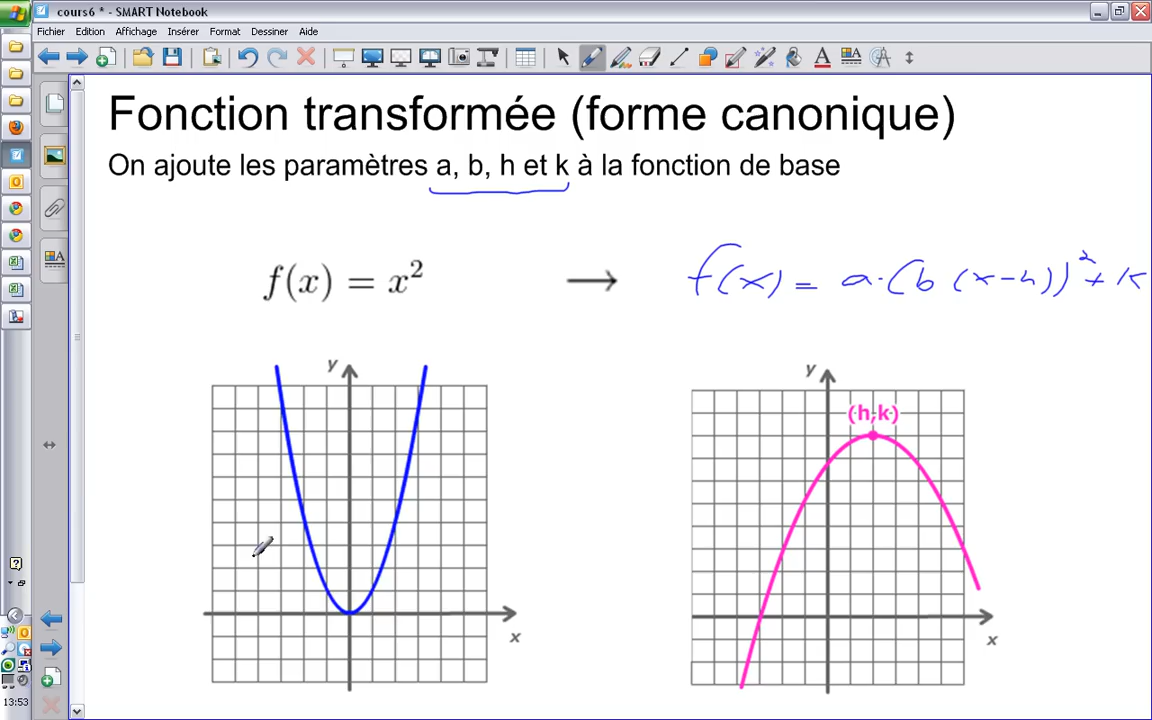 cours6 * - SMART Notebook
Fichier Edition Affichage Insérer Format Dessiner Aide
Fonction transformée (forme canonique)
On ajoute les paramètres a, b, h et k à la fonction de base
f(x) = x² → f(x) = a·(b(x-h))² + k
y
y
(h,k)
x
x
13:53